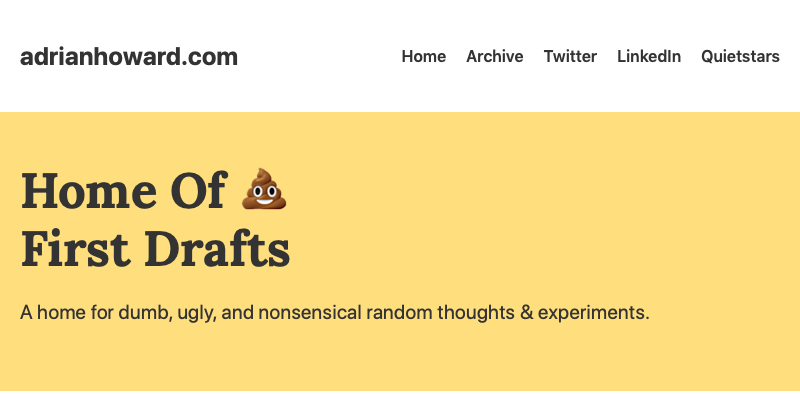 adrianhoward.com
Home Archive Twitter LinkedIn Quietstars
Home Of 💩
First Drafts
A home for dumb, ugly, and nonsensical random thoughts & experiments.